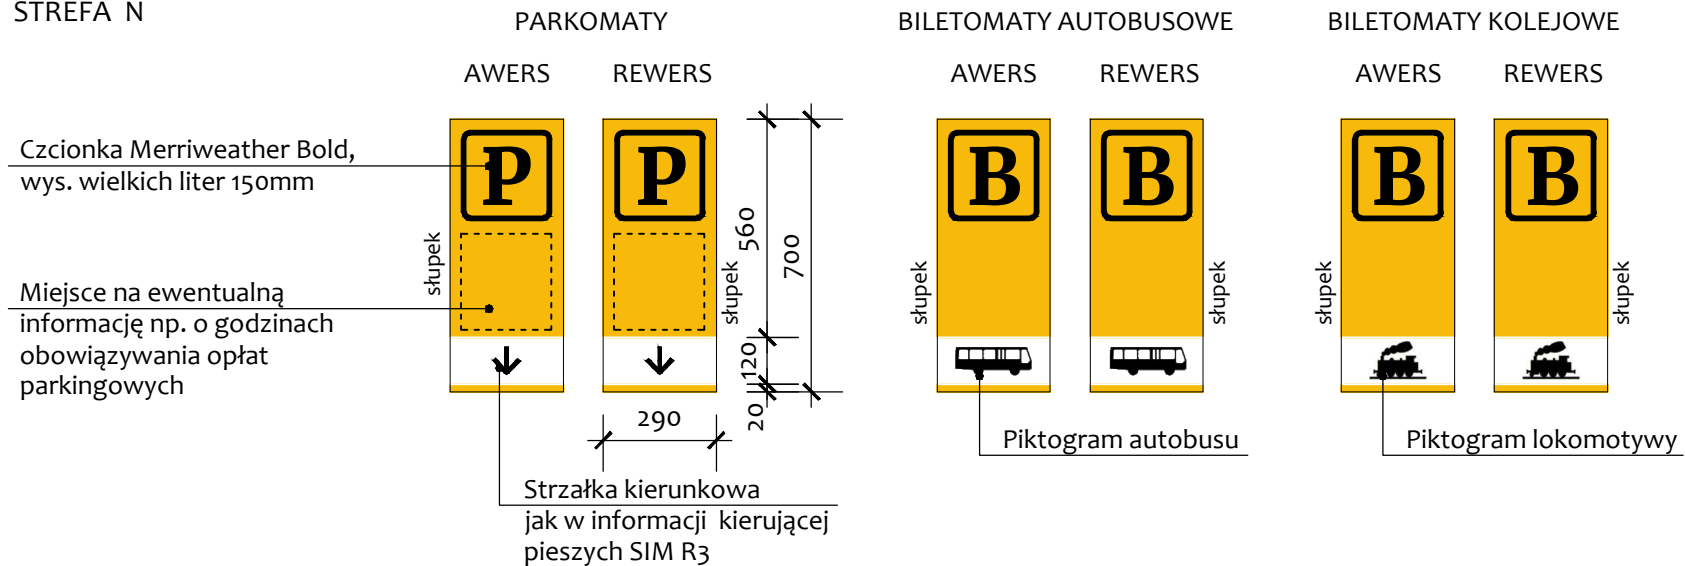 STREFA N
PARKOMATY
BILETOMATY AUTOBUSOWE
BILETOMATY KOLEJOWE
AWERS
REWERS
AWERS
REWERS
AWERS
REWERS
Czcionka Merriweather Bold,
wys. wielkich liter 150mm
P
P
B
B
B
B
słupek
słupek
słupek
słupek
słupek
słupek
560
700
120
20
290
Miejsce na ewentualną
informację np. o godzinach
obowiązywania opłat
parkingowych
Strzałka kierunkowa
jak w informacji kierującej
pieszych SIM R3
Piktogram autobusu
Piktogram lokomotywy